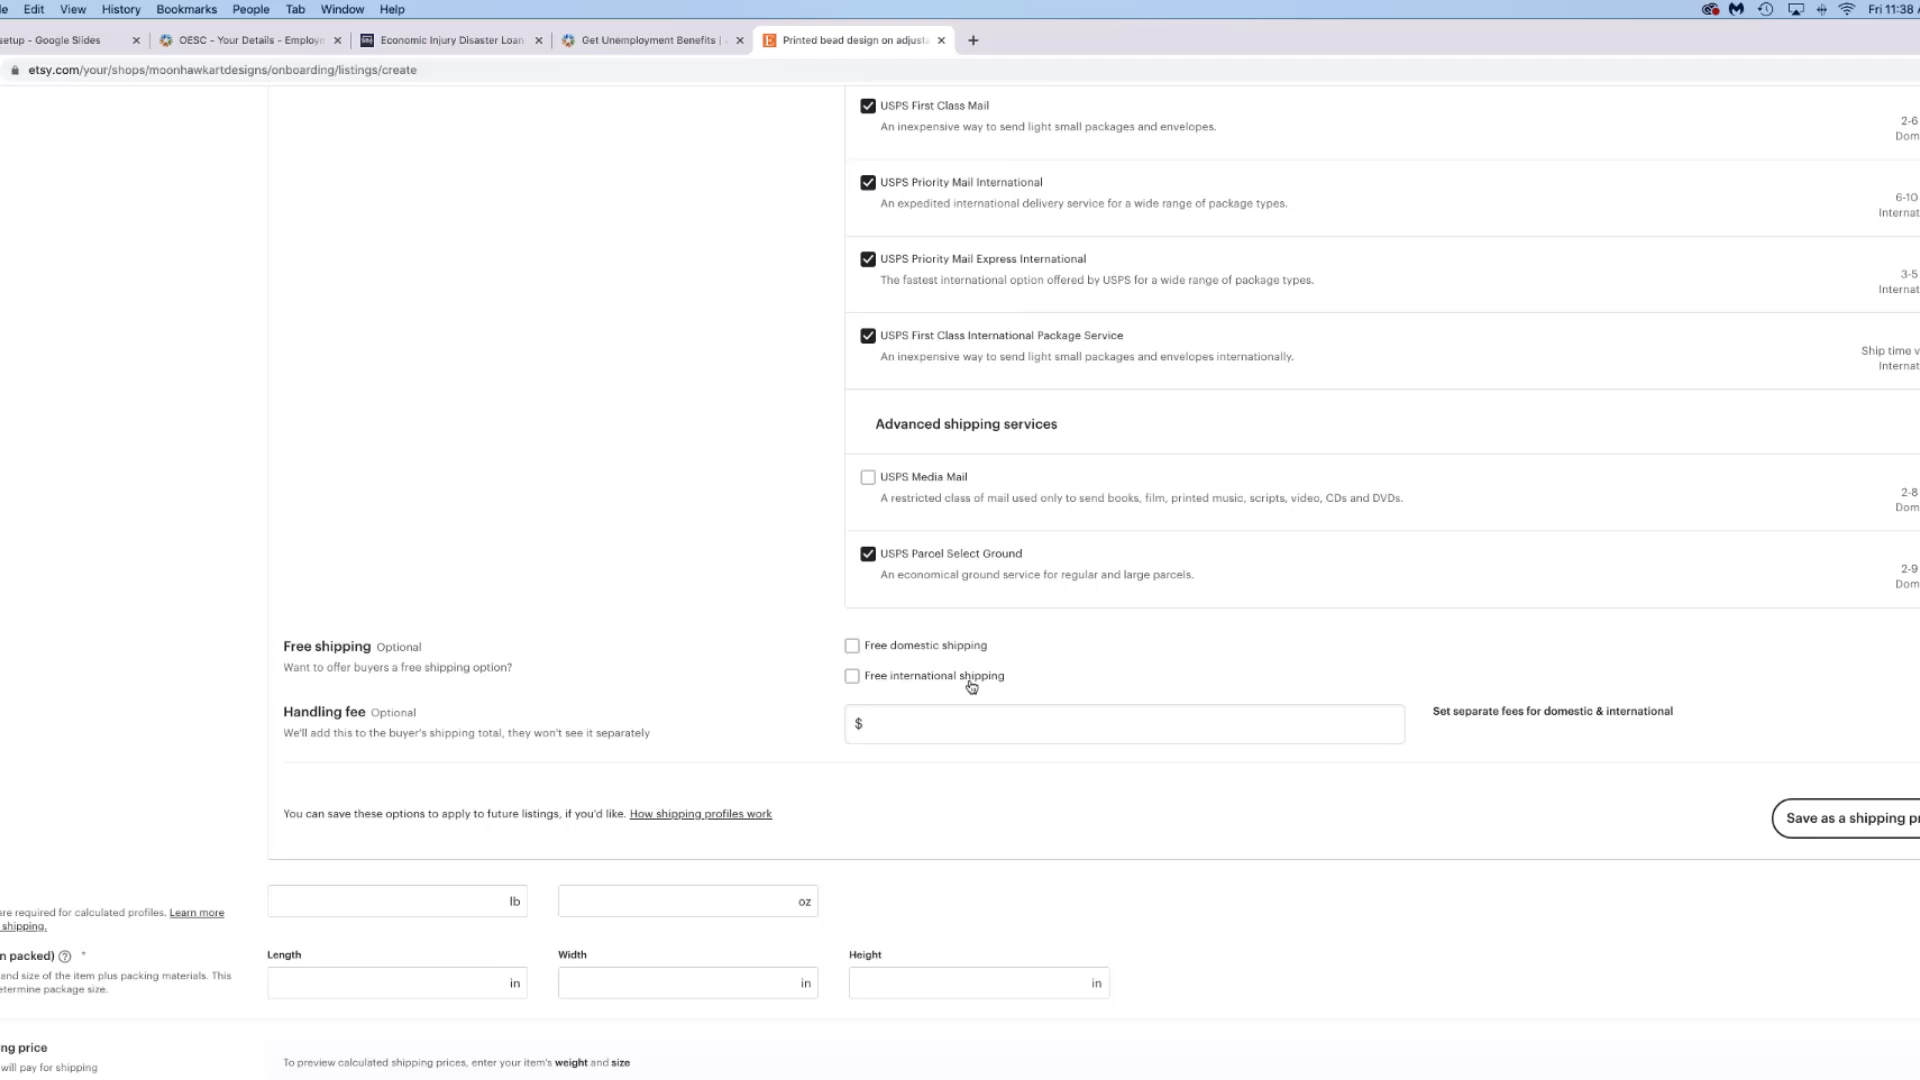 Edit View History Bookmarks People Tab Window Help Fri 11:38
setup - Google Slides OESC - Your Details - Employm Economic Injury Disaster Loan Get Unemployment Benefits | Printed bead design on adjusta
etsy.com/your/shops/moonhawkartdesigns/onboarding/listings/create
USPS First Class Mail
An inexpensive way to send light small packages and envelopes.
2-6
Dom
USPS Priority Mail International
An expedited international delivery service for a wide range of package types.
6-10
Internat
USPS Priority Mail Express International
The fastest international option offered by USPS for a wide range of package types.
3-5
Internat
USPS First Class International Package Service
An inexpensive way to send light small packages and envelopes internationally.
Ship time v
Internat
Advanced shipping services
USPS Media Mail
A restricted class of mail used only to send books, film, printed music, scripts, video, CDs and DVDs.
2-8
Dom
USPS Parcel Select Ground
An economical ground service for regular and large parcels.
2-9
Dom
Free shipping Optional
Want to offer buyers a free shipping option?
Free domestic shipping
Free international shipping
Handling fee Optional
We'll add this to the buyer's shipping total, they won't see it separately
$
Set separate fees for domestic & international
You can save these options to apply to future listings, if you'd like. How shipping profiles work
Save as a shipping pr
lb oz
are required for calculated profiles. Learn more
shipping.
n packed) ? *
and size of the item plus packing materials. This
etermine package size.
Length Width Height
in in in
ng price
will pay for shipping
To preview calculated shipping prices, enter your item's weight and size